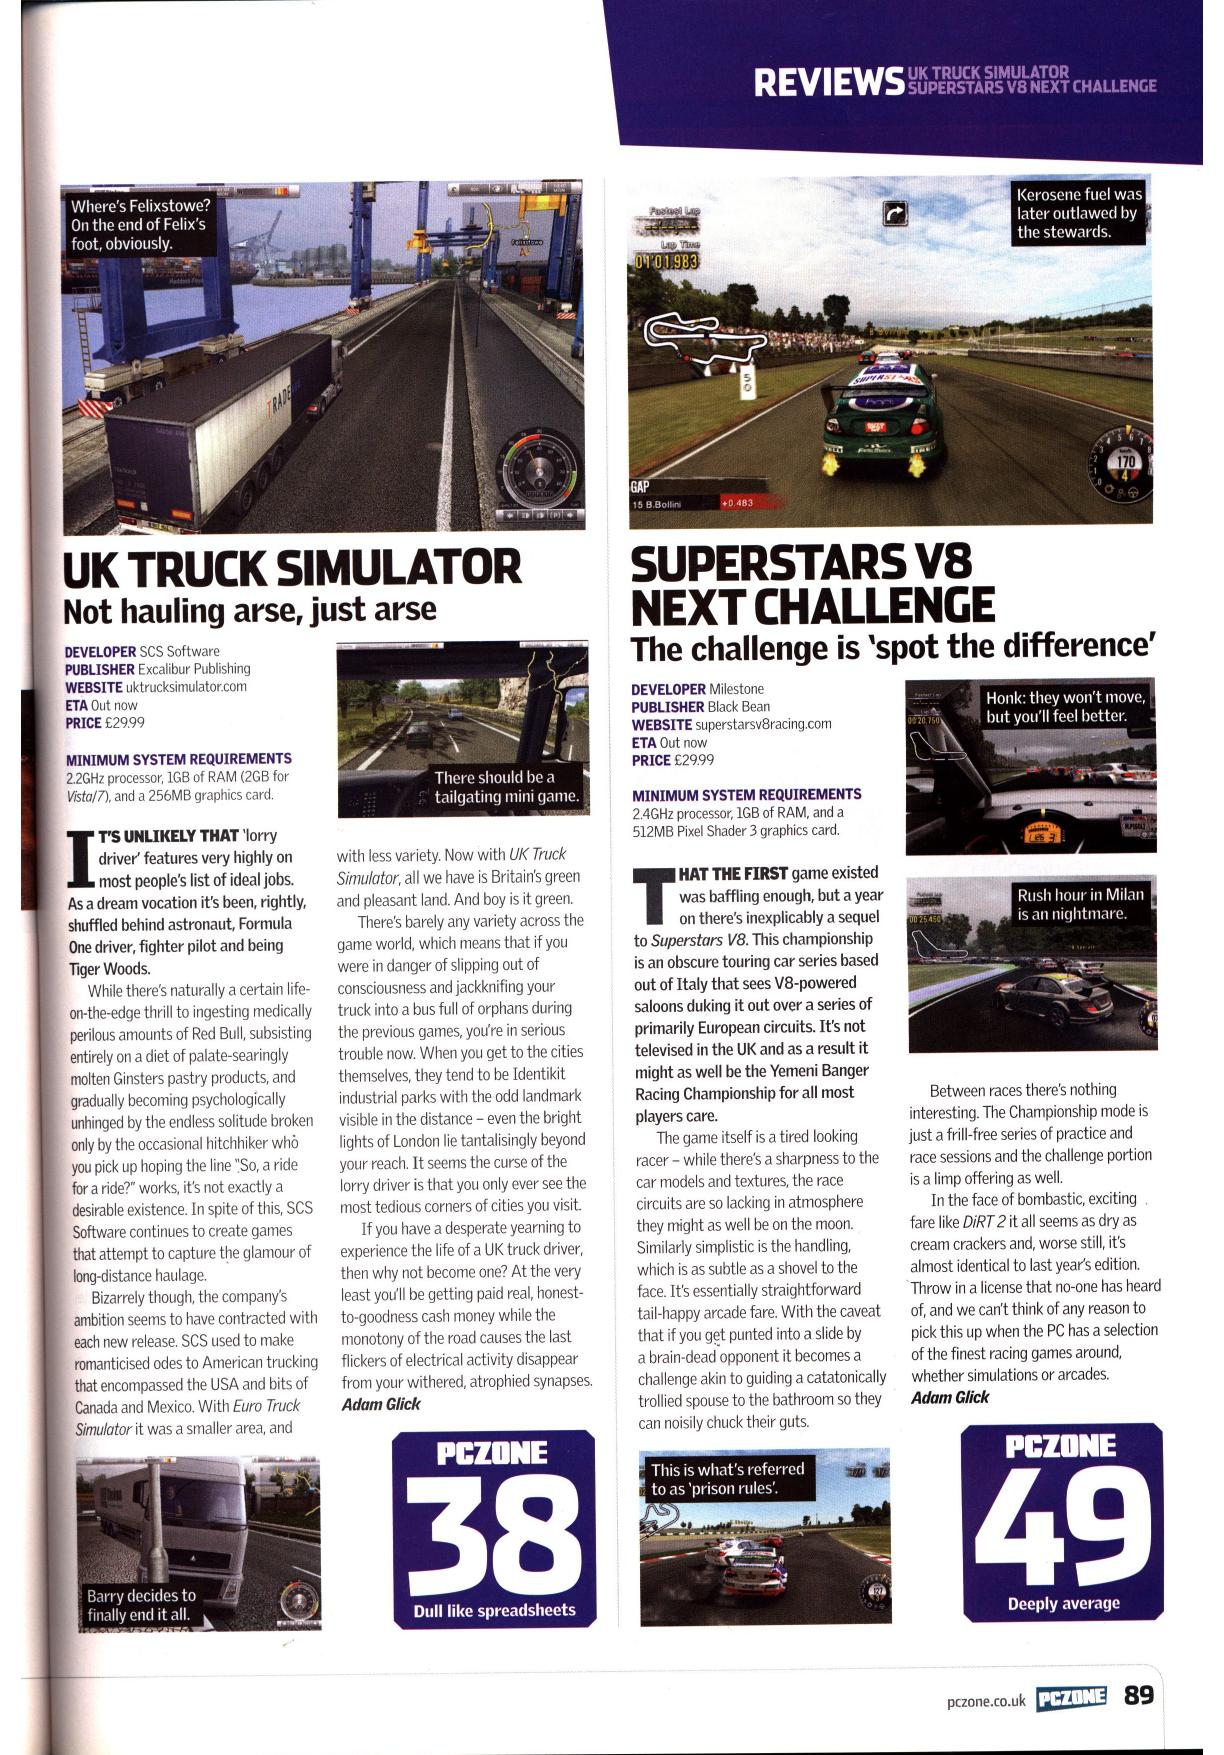 REVIEWS UK TRUCK SIMULATOR
SUPERSTARS V8 NEXT CHALLENGE
Where's Felixstowe?
On the end of Felix's
foot, obviously.
Felixstowe
TRADE
UK TRUCK SIMULATOR
Not hauling arse, just arse
DEVELOPER SCS Software
PUBLISHER Excalibur Publishing
WEBSITE uktrucksimulator.com
ETA Out now
PRICE £29.99
MINIMUM SYSTEM REQUIREMENTS
2.2GHz processor, 1GB of RAM (2GB for
Vista/7), and a 256MB graphics card.
IT'S UNLIKELY THAT 'lorry
driver' features very highly on
most people's list of ideal jobs.
As a dream vocation it's been, rightly,
shuffled behind astronaut, Formula
One driver, fighter pilot and being
Tiger Woods.
While there's naturally a certain life-
on-the-edge thrill to ingesting medically
perilous amounts of Red Bull, subsisting
entirely on a diet of palate-searingly
molten Ginsters pastry products, and
gradually becoming psychologically
unhinged by the endless solitude broken
only by the occasional hitchhiker who
you pick up hoping the line "So, a ride
for a ride?" works, it's not exactly a
desirable existence. In spite of this, SCS
Software continues to create games
that attempt to capture the glamour of
long-distance haulage.
Bizarrely though, the company's
ambition seems to have contracted with
each new release. SCS used to make
romanticised odes to American trucking
that encompassed the USA and bits of
Canada and Mexico. With Euro Truck
Simulator it was a smaller area, and
Barry decides to
finally end it all.
There should be a
tailgating mini game.
with less variety. Now with UK Truck
Simulator, all we have is Britain's green
and pleasant land. And boy is it green.
There's barely any variety across the
game world, which means that if you
were in danger of slipping out of
consciousness and jackknifing your
truck into a bus full of orphans during
the previous games, you're in serious
trouble now. When you get to the cities
themselves, they tend to be Identikit
industrial parks with the odd landmark
visible in the distance – even the bright
lights of London lie tantalisingly beyond
your reach. It seems the curse of the
lorry driver is that you only ever see the
most tedious corners of cities you visit.
If you have a desperate yearning to
experience the life of a UK truck driver,
then why not become one? At the very
least you'll be getting paid real, honest-
to-goodness cash money while the
monotony of the road causes the last
flickers of electrical activity disappear
from your withered, atrophied synapses.
Adam Glick
PCZONE
38
Dull like spreadsheets
Kerosene fuel was
later outlawed by
the stewards.
Fastest Lap
Lap Time
01'01.983
50
SUPERSTARS
170
4
GAP
15 B.Bollini +0.483
SUPERSTARS V8
NEXT CHALLENGE
The challenge is 'spot the difference'
DEVELOPER Milestone
PUBLISHER Black Bean
WEBSITE superstarsv8racing.com
ETA Out now
PRICE £29.99
MINIMUM SYSTEM REQUIREMENTS
2.4GHz processor, 1GB of RAM, and a
512MB Pixel Shader 3 graphics card.
THAT THE FIRST game existed
was baffling enough, but a year
on there's inexplicably a sequel
to Superstars V8. This championship
is an obscure touring car series based
out of Italy that sees V8-powered
saloons duking it out over a series of
primarily European circuits. It's not
televised in the UK and as a result it
might as well be the Yemeni Banger
Racing Championship for all most
players care.
The game itself is a tired looking
racer – while there's a sharpness to the
car models and textures, the race
circuits are so lacking in atmosphere
they might as well be on the moon.
Similarly simplistic is the handling,
which is as subtle as a shovel to the
face. It's essentially straightforward
tail-happy arcade fare. With the caveat
that if you get punted into a slide by
a brain-dead opponent it becomes a
challenge akin to guiding a catatonically
trollied spouse to the bathroom so they
can noisily chuck their guts.
This is what's referred
to as 'prison rules'.
127
Honk: they won't move,
but you'll feel better.
00'20.750
Rush hour in Milan
is an nightmare.
00'25.450
Between races there's nothing
interesting. The Championship mode is
just a frill-free series of practice and
race sessions and the challenge portion
is a limp offering as well.
In the face of bombastic, exciting
fare like DiRT 2 it all seems as dry as
cream crackers and, worse still, it's
almost identical to last year's edition.
Throw in a license that no-one has heard
of, and we can't think of any reason to
pick this up when the PC has a selection
of the finest racing games around,
whether simulations or arcades.
Adam Glick
PCZONE
49
Deeply average
pczone.co.uk PCZONE 89